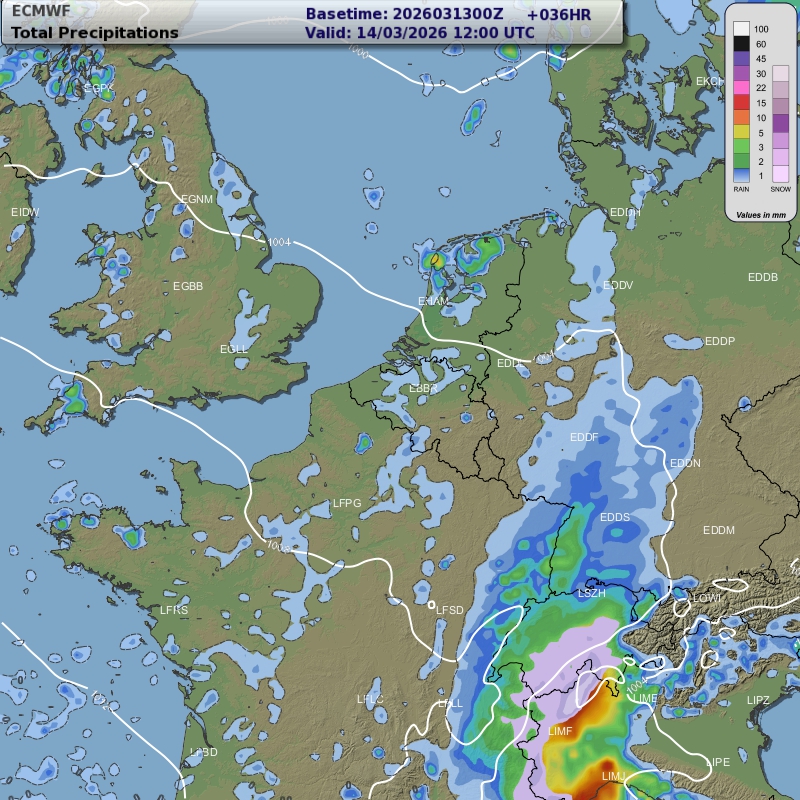 ECMWF
Total Precipitations
Basetime: 2026031300Z +036HR
Valid: 14/03/2026 12:00 UTC
100
60
45
30
22
15
10
5
3
2
1
RAIN SNOW
Values in mm
1000
EKCH
EIDW
EGNM
1004
EGBB
EGLL
EHAM
EDDV
EDDB
EDDP
1004
EBBR
EDDF
EDDN
LFPG
EDDS
EDDM
LSZH
LOWI
LFRS
LFSD
LFLC
LFLL
1004
LIME
LIPZ
LIMF
LFBD
LIPE
LIMJ